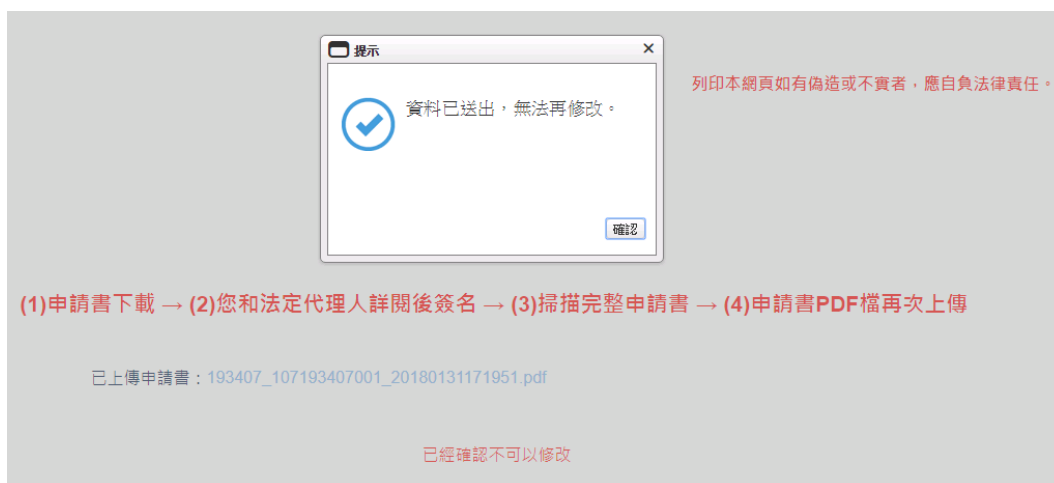 提示
列印本網頁如有偽造或不實者，應自負法律責任。
資料已送出，無法再修改。
確認
(1)申請書下載 → (2)您和法定代理人詳閱後簽名 → (3)掃描完整申請書 → (4)申請書PDF檔再次上傳
已上傳申請書：193407_107193407001_20180131171951.pdf
已經確認不可以修改